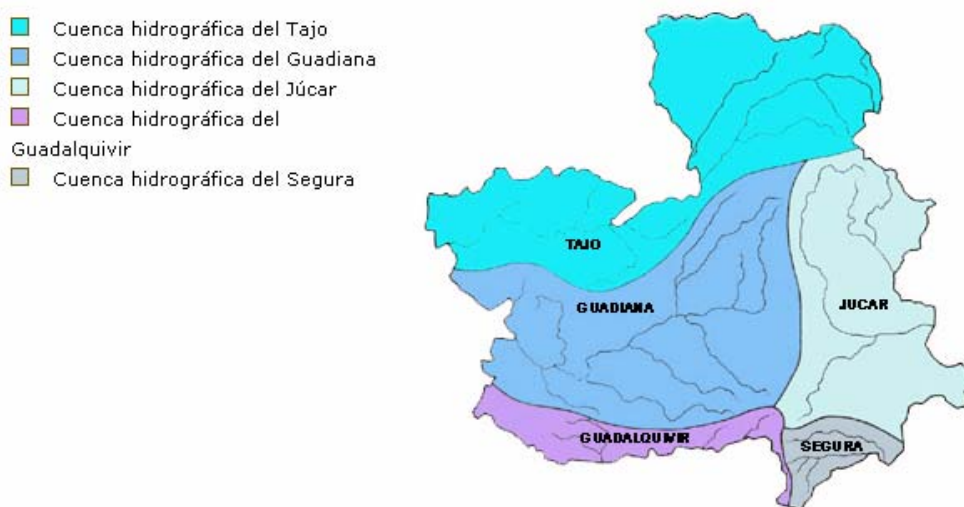 Cuenca hidrográfica del Tajo
Cuenca hidrográfica del Guadiana
Cuenca hidrográfica del Júcar
Cuenca hidrográfica del
Guadalquivir
Cuenca hidrográfica del Segura
TAJO
GUADIANA
JUCAR
GUADALQUIVIR
SEGURA